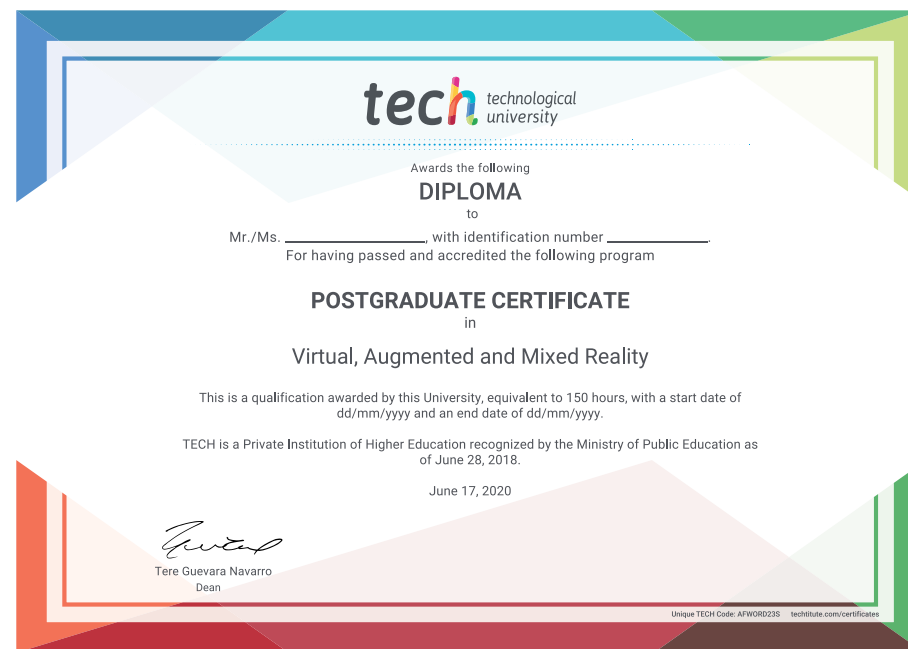 tech technological
university
Awards the following
DIPLOMA
to
Mr./Ms. ____________________, with identification number ______________.
For having passed and accredited the following program
POSTGRADUATE CERTIFICATE
in
Virtual, Augmented and Mixed Reality
This is a qualification awarded by this University, equivalent to 150 hours, with a start date of
dd/mm/yyyy and an end date of dd/mm/yyyy.
TECH is a Private Institution of Higher Education recognized by the Ministry of Public Education as
of June 28, 2018.
June 17, 2020
Tere Guevara Navarro
Dean
Unique TECH Code: AFWORD23S techtitute.com/certificates